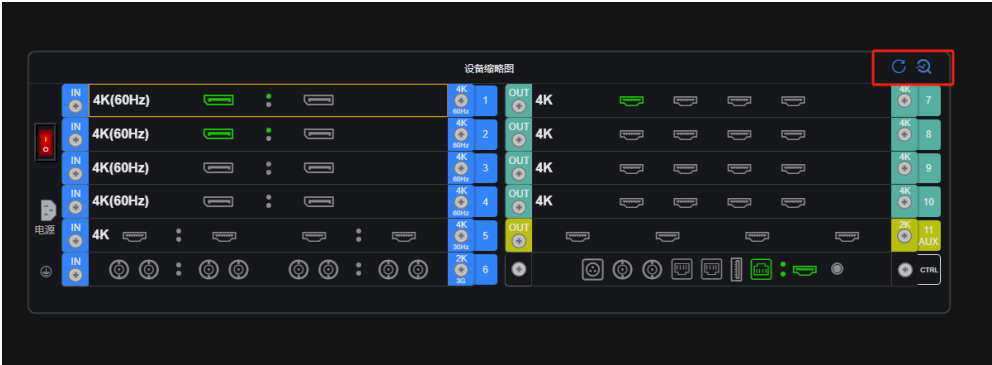 设备缩略图
IN 4K(60Hz) 4K 60Hz 1 OUT 4K 4K 7
IN 4K(60Hz) 4K 60Hz 2 OUT 4K 4K 8
IN 4K(60Hz) 4K 60Hz 3 OUT 4K 4K 9
IN 4K(60Hz) 4K 60Hz 4 OUT 4K 4K 10
电源
IN 4K 4K 30Hz 5 OUT 2K 11 AUX
IN 2K 3G 6 CTRL